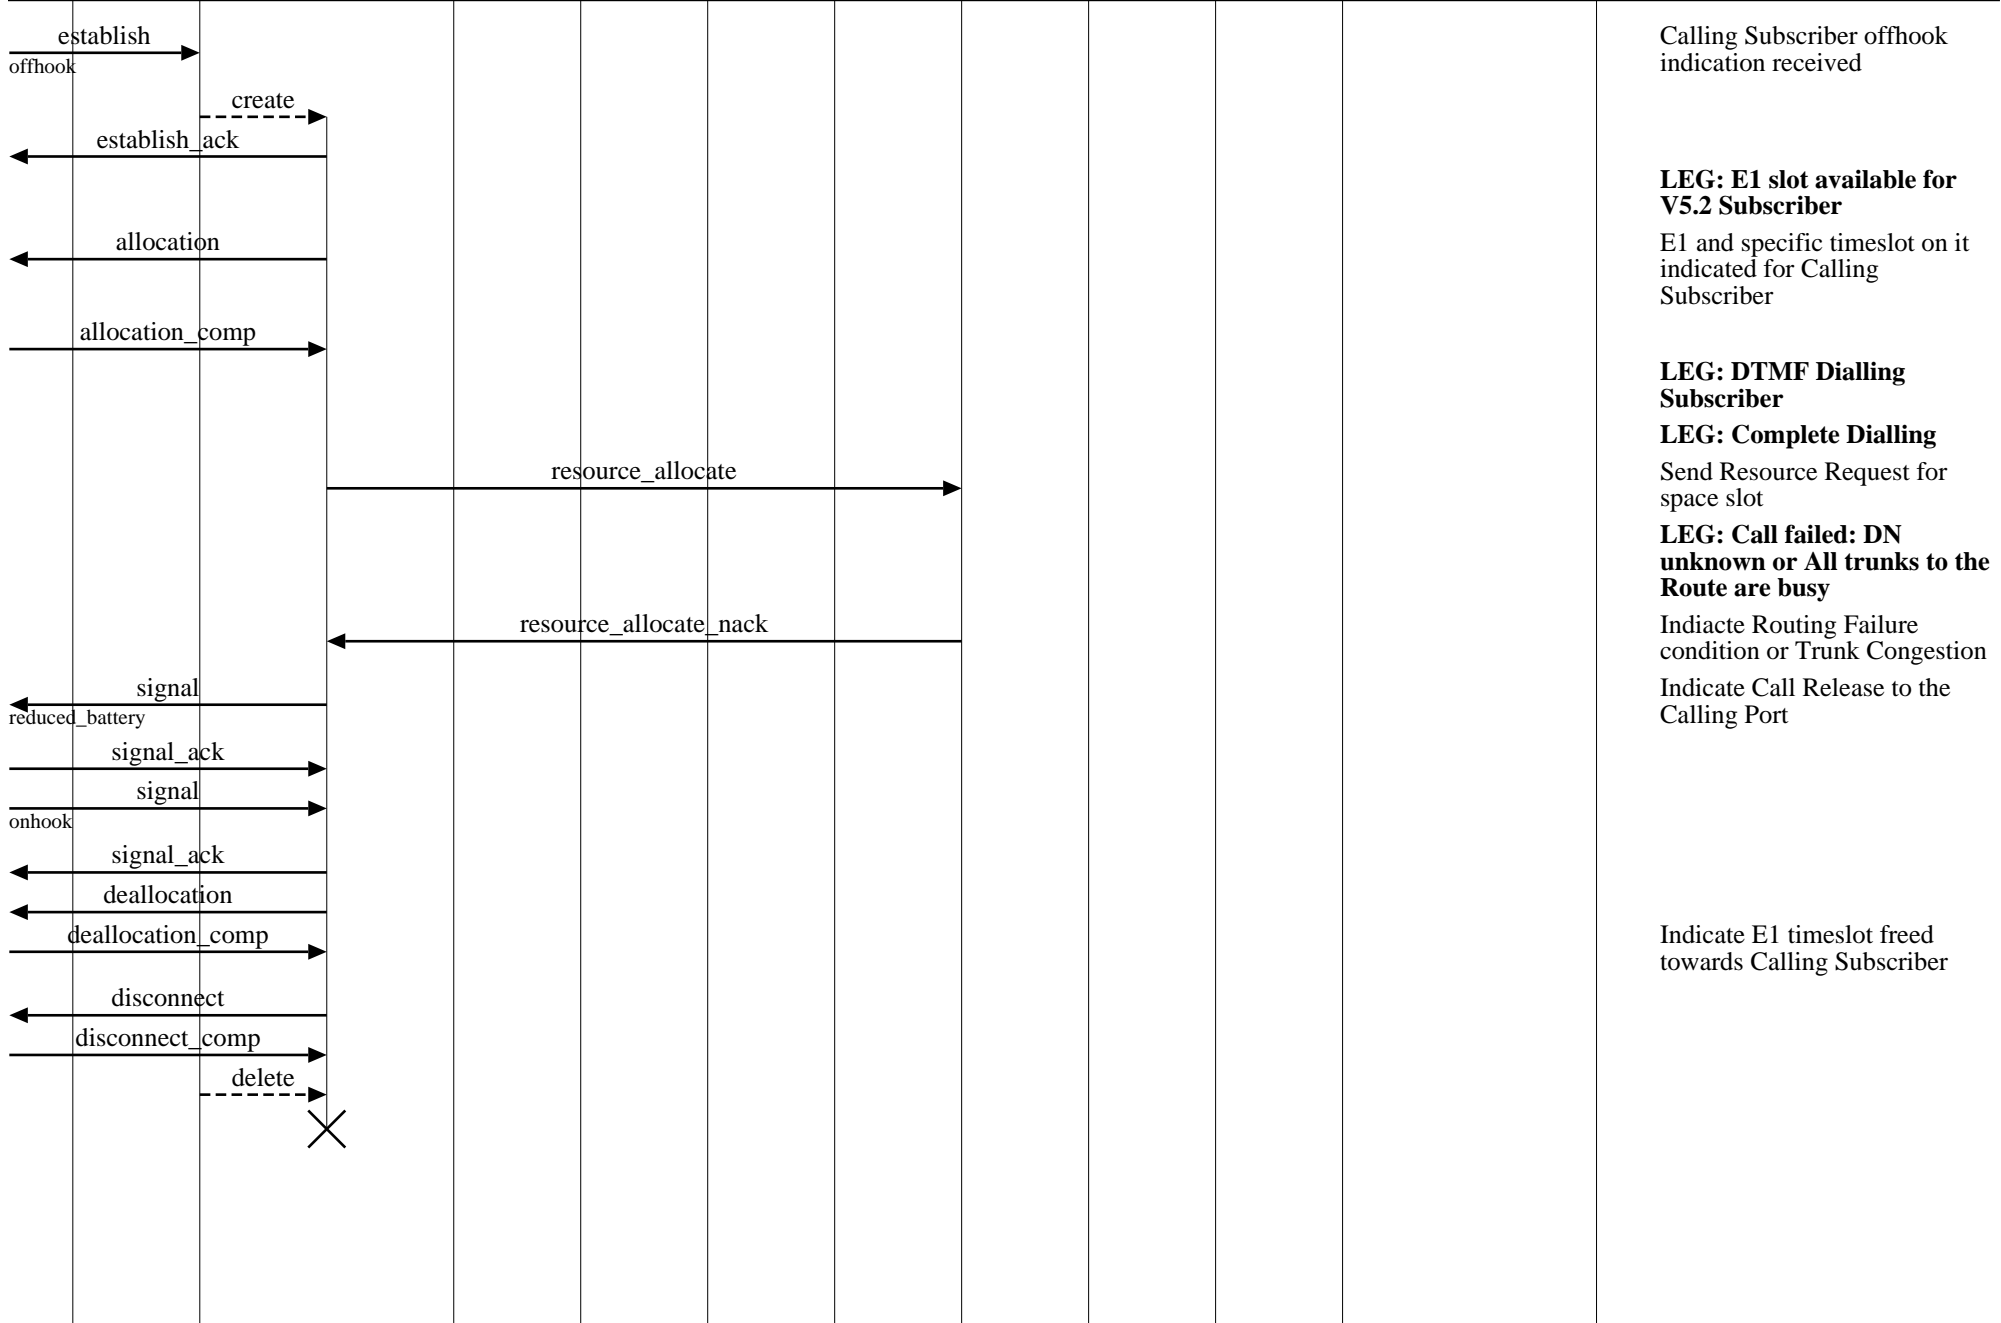 establish
Calling Subscriber offhook
indication received
offhook
create
establish_ack
LEG: E1 slot available for
V5.2 Subscriber
allocation
E1 and specific timeslot on it
indicated for Calling
Subscriber
allocation_comp
LEG: DTMF Dialling
Subscriber
LEG: Complete Dialling
resource_allocate
Send Resource Request for
space slot
LEG: Call failed: DN
unknown or All trunks to the
Route are busy
resource_allocate_nack
Indiacte Routing Failure
condition or Trunk Congestion
signal
Indicate Call Release to the
Calling Port
reduced_battery
signal_ack
signal
onhook
signal_ack
deallocation
deallocation_comp
Indicate E1 timeslot freed
towards Calling Subscriber
disconnect
disconnect_comp
delete